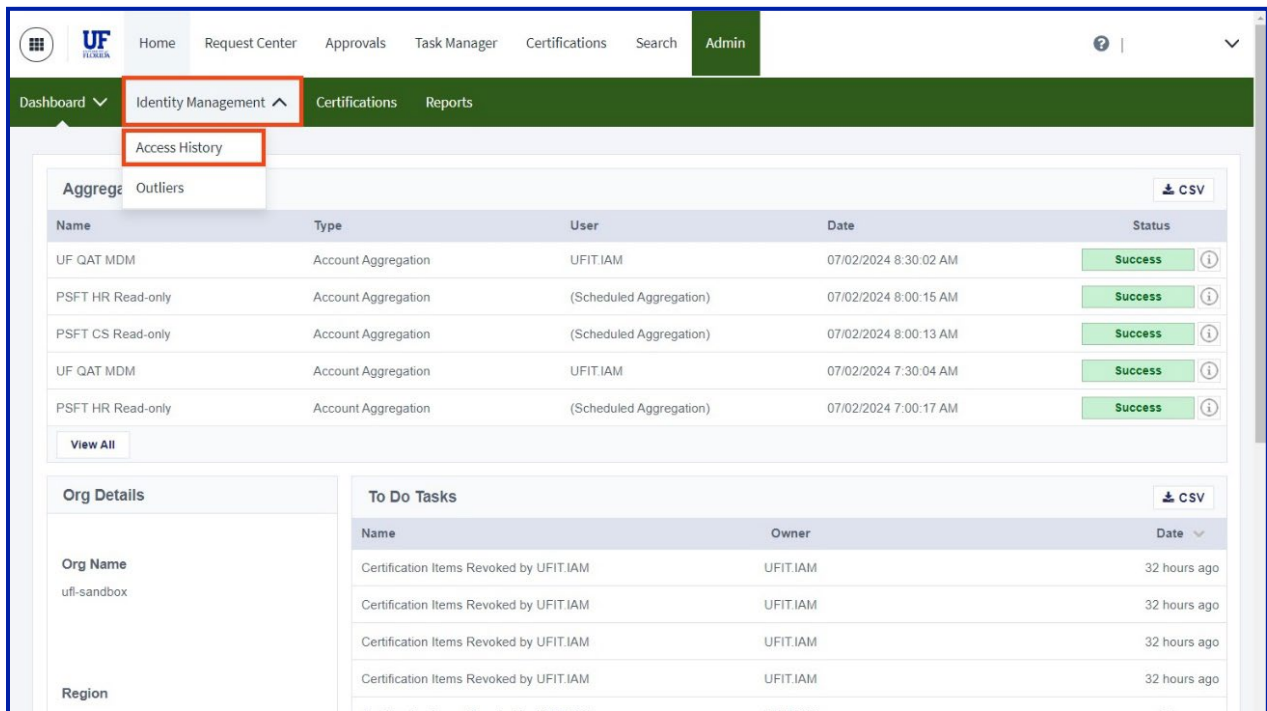 UF
FLORIDA
Home Request Center Approvals Task Manager Certifications Search Admin
Dashboard Identity Management Certifications Reports
Access History
Outliers
Aggrega
CSV
Name Type User Date Status
UF QAT MDM Account Aggregation UFIT.IAM 07/02/2024 8:30:02 AM Success
PSFT HR Read-only Account Aggregation (Scheduled Aggregation) 07/02/2024 8:00:15 AM Success
PSFT CS Read-only Account Aggregation (Scheduled Aggregation) 07/02/2024 8:00:13 AM Success
UF QAT MDM Account Aggregation UFIT.IAM 07/02/2024 7:30:04 AM Success
PSFT HR Read-only Account Aggregation (Scheduled Aggregation) 07/02/2024 7:00:17 AM Success
View All
Org Details
Org Name
ufl-sandbox
Region
To Do Tasks CSV
Name Owner Date
Certification Items Revoked by UFIT.IAM UFIT.IAM 32 hours ago
Certification Items Revoked by UFIT.IAM UFIT.IAM 32 hours ago
Certification Items Revoked by UFIT.IAM UFIT.IAM 32 hours ago
Certification Items Revoked by UFIT.IAM UFIT.IAM 32 hours ago